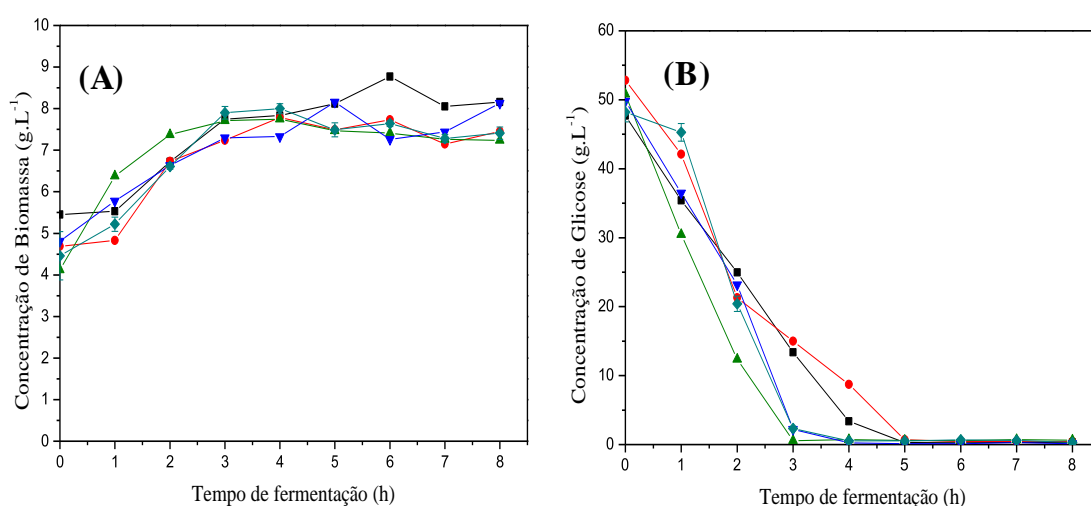 (A)
Concentração de Biomassa (g.L⁻¹)
10
9
8
7
6
5
4
3
2
1
0
0 1 2 3 4 5 6 7 8
Tempo de fermentação (h)
(B)
Concentração de Glicose (g.L⁻¹)
60
50
40
30
20
10
0
0 1 2 3 4 5 6 7 8
Tempo de fermentação (h)